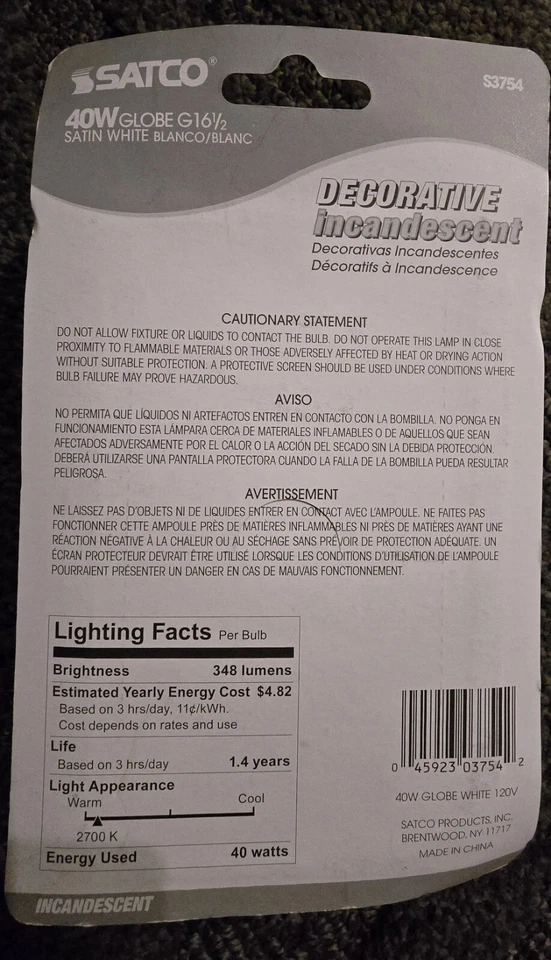 SATCO®
S3754
40W GLOBE G16½
SATIN WHITE BLANCO/BLANC
DECORATIVE
incandescent
Decorativas Incandescentes
Décoratifs à Incandescence
CAUTIONARY STATEMENT
DO NOT ALLOW FIXTURE OR LIQUIDS TO CONTACT THE BULB. DO NOT OPERATE THIS LAMP IN CLOSE
PROXIMITY TO FLAMMABLE MATERIALS OR THOSE ADVERSELY AFFECTED BY HEAT OR DRYING ACTION
WITHOUT SUITABLE PROTECTION. A PROTECTIVE SCREEN SHOULD BE USED UNDER CONDITIONS WHERE
BULB FAILURE MAY PROVE HAZARDOUS.
AVISO
NO PERMITA QUE LÍQUIDOS NI ARTEFACTOS ENTREN EN CONTACTO CON LA BOMBILLA. NO PONGA EN
FUNCIONAMIENTO ESTA LÁMPARA CERCA DE MATERIALES INFLAMABLES O DE AQUELLOS QUE SEAN
AFECTADOS ADVERSAMENTE POR EL CALOR O LA ACCIÓN DEL SECADO SIN LA DEBIDA PROTECCIÓN.
DEBERÁ UTILIZARSE UNA PANTALLA PROTECTORA CUANDO LA FALLA DE LA BOMBILLA PUEDA RESULTAR
PELIGROSA.
AVERTISSEMENT
NE LAISSEZ PAS D'OBJETS NI DE LIQUIDES ENTRER EN CONTACT AVEC L'AMPOULE. NE FAITES PAS
FONCTIONNER CETTE AMPOULE PRÈS DE MATIÈRES INFLAMMABLES NI PRÈS DE MATIÈRES AYANT UNE
RÉACTION NÉGATIVE À LA CHALEUR OU AU SÉCHAGE SANS PRÉVOIR DE PROTECTION ADÉQUATE. UN
ÉCRAN PROTECTEUR DEVRAIT ÊTRE UTILISÉ LORSQUE LES CONDITIONS D'UTILISATION DE L'AMPOULE
POURRAIENT PRÉSENTER UN DANGER EN CAS DE MAUVAIS FONCTIONNEMENT.
Lighting Facts Per Bulb
Brightness 348 lumens
Estimated Yearly Energy Cost $4.82
Based on 3 hrs/day, 11¢/kWh.
Cost depends on rates and use
Life
Based on 3 hrs/day 1.4 years
Light Appearance
Warm Cool
2700 K
Energy Used 40 watts
0 45923 03754 2
40W GLOBE WHITE 120V
SATCO PRODUCTS, INC.
BRENTWOOD, NY 11717
MADE IN CHINA
INCANDESCENT